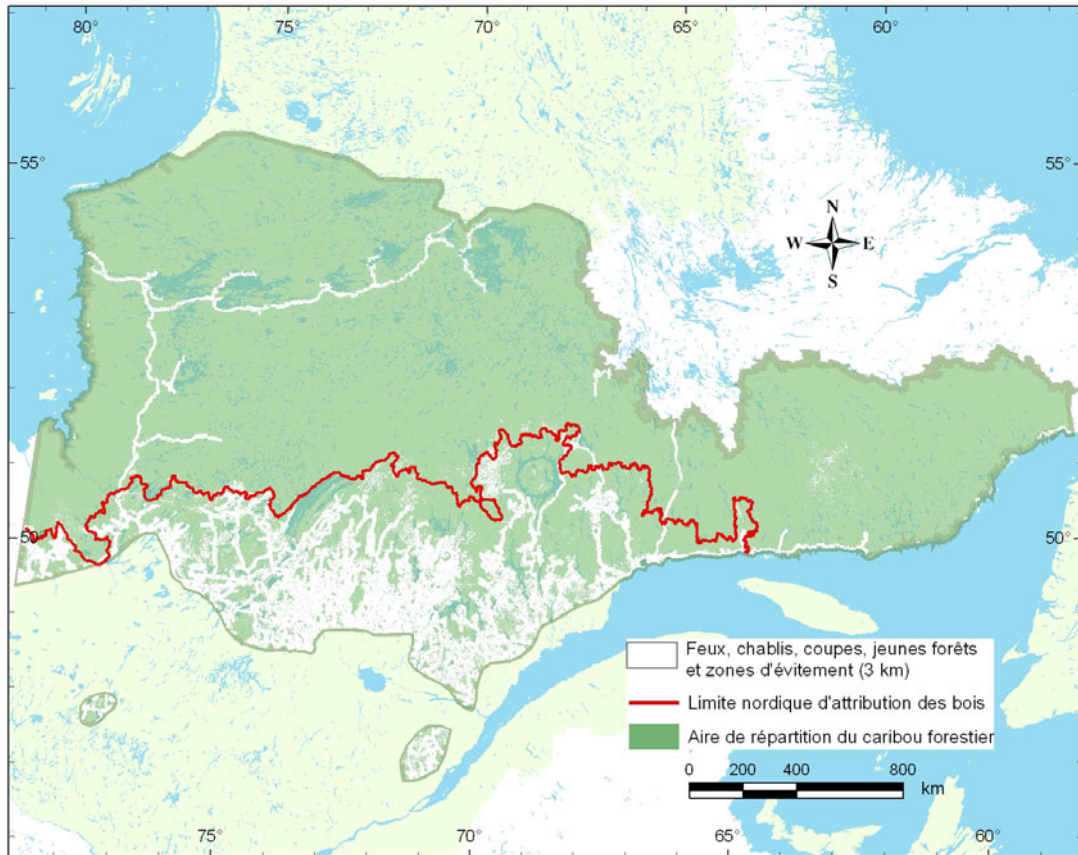 80° 75° 70° 65° 60°
55° 55°
N
W E
S
50° 50°
Feux, chablis, coupes, jeunes forêts
et zones d'évitement (3 km)
Limite nordique d'attribution des bois
Aire de répartition du caribou forestier
0 200 400 800
km
75° 70° 65° 60°